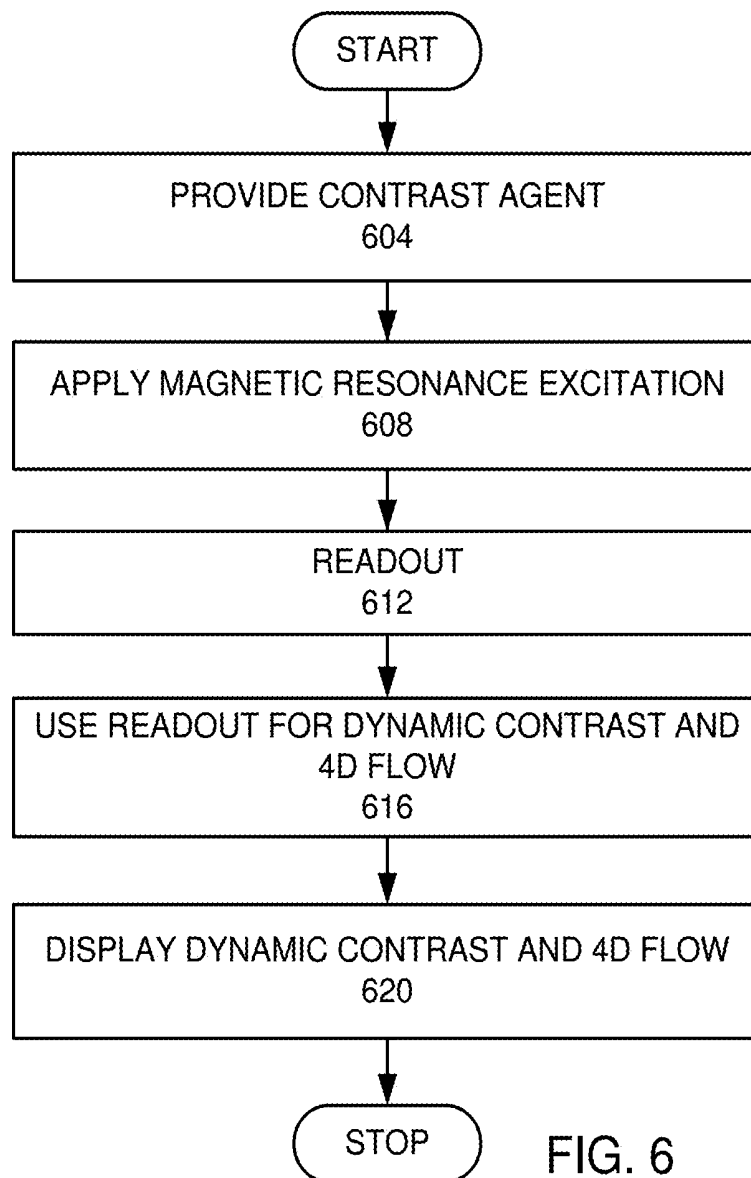 START
PROVIDE CONTRAST AGENT
604
APPLY MAGNETIC RESONANCE EXCITATION
608
READOUT
612
USE READOUT FOR DYNAMIC CONTRAST AND
4D FLOW
616
DISPLAY DYNAMIC CONTRAST AND 4D FLOW
620
STOP
FIG. 6